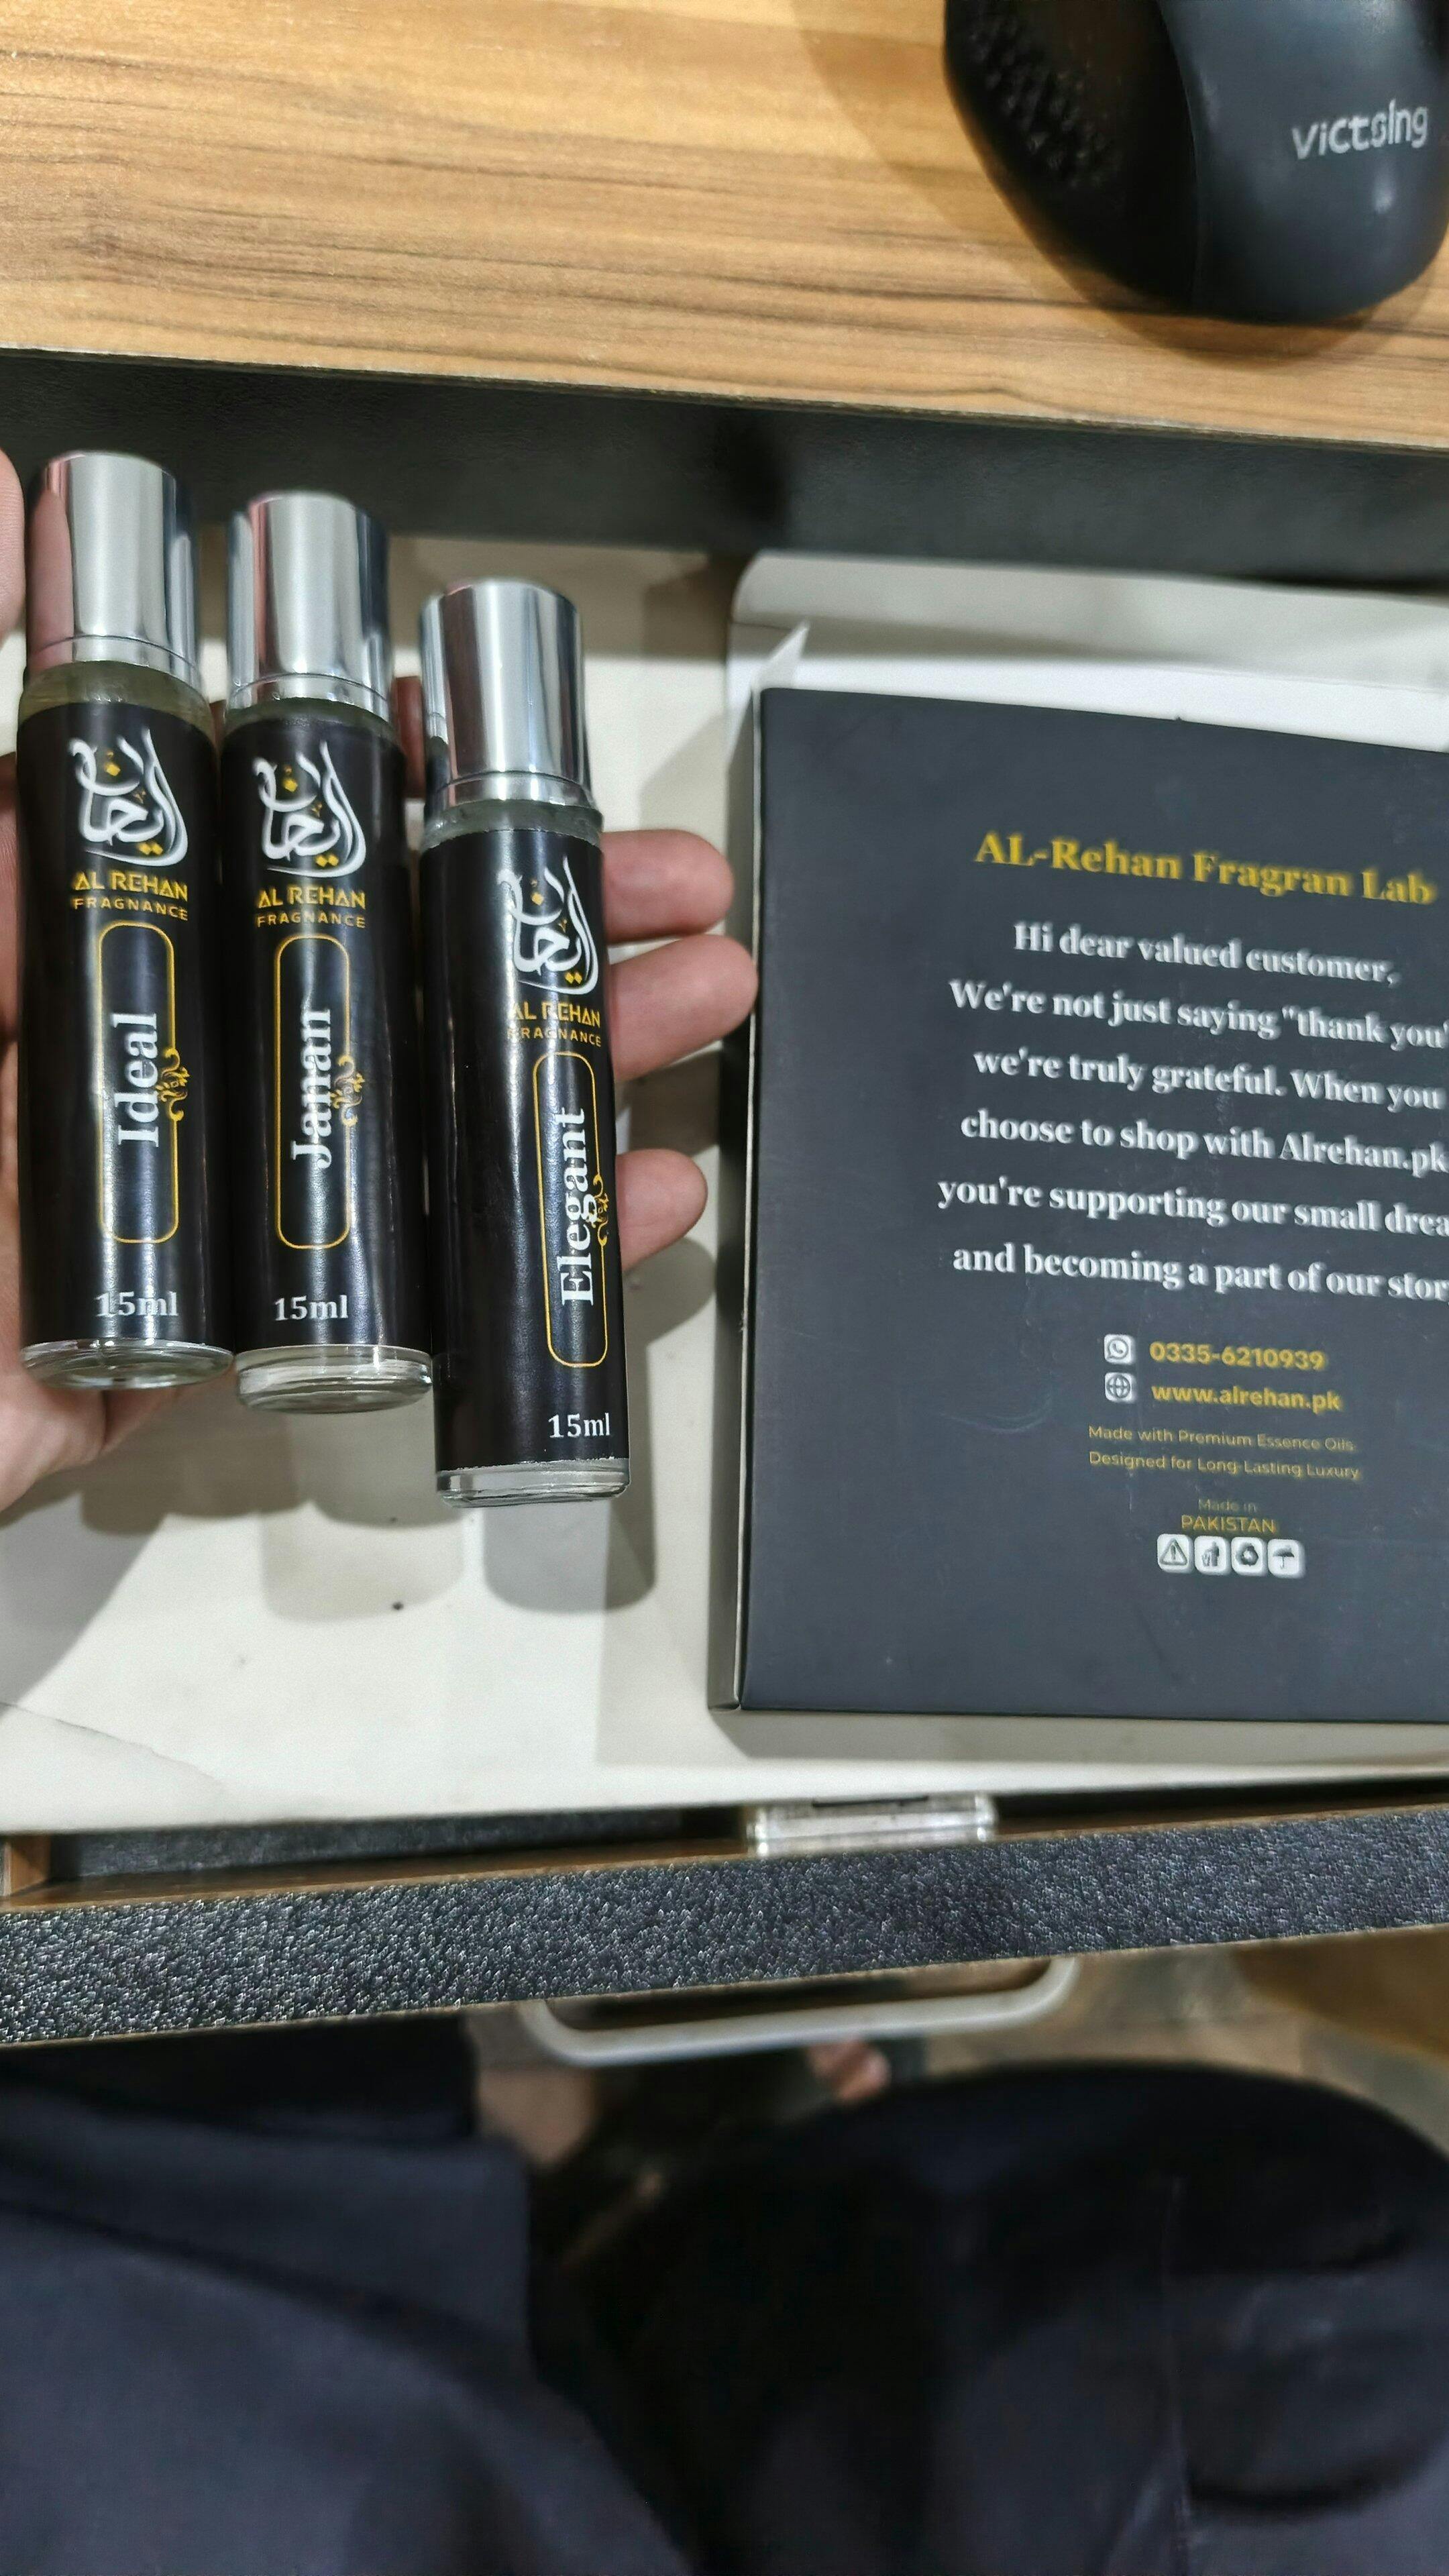 VicTsIng
الريحان
AL REHAN
FRAGNANCE
Ideal
15ml
الريحان
AL REHAN
FRAGNANCE
Janan
15ml
الريحان
AL REHAN
FRAGNANCE
Elegant
15ml
AL-Rehan Fragran Lab
Hi dear valued customer,
We're not just saying "thank you"
we're truly grateful. When you
choose to shop with Alrehan.pk
you're supporting our small drea
and becoming a part of our stor
0335-6210939
www.alrehan.pk
Made with Premium Essence Oils
Designed for Long-Lasting Luxury
Made in
PAKISTAN